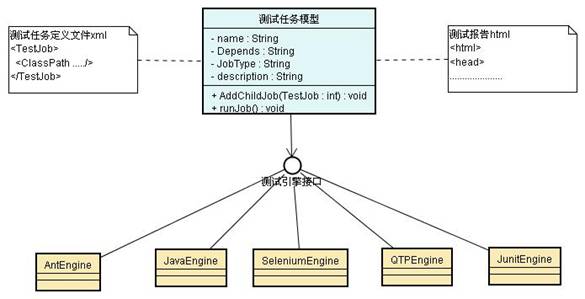 测试任务定义文件xml
<TestJob>
<ClassPath ...../>
</TestJob>
测试任务模型
- name : String
- Depends : String
- JobType : String
- description : String
+ AddChildJob(TestJob : int) : void
+ runJob() : void
测试报告html
<html>
<head>
.....................
测试引擎接口
AntEngine
JavaEngine
SeleniumEngine
QTPEngine
JunitEngine